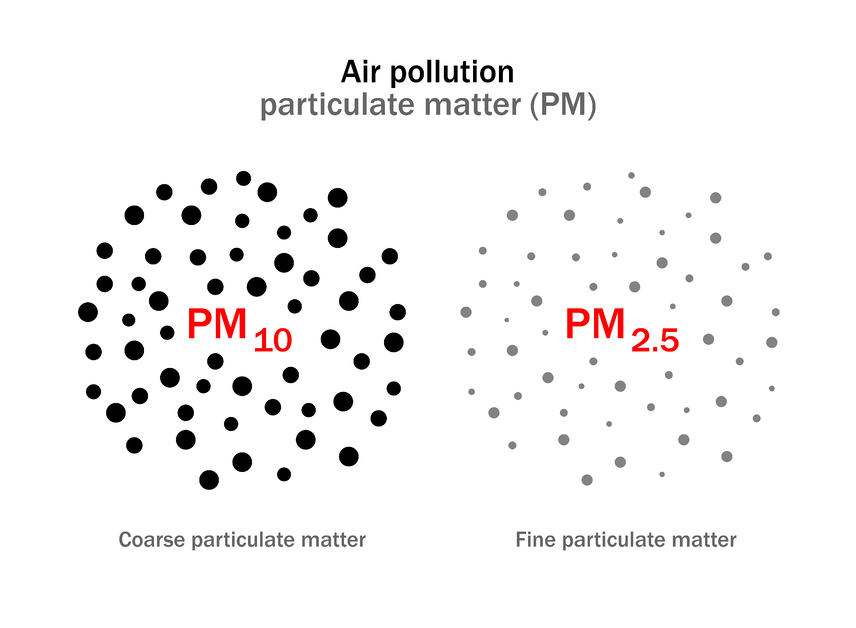 Air pollution
particulate matter (PM)
PM10
PM2.5
Coarse particulate matter
Fine particulate matter